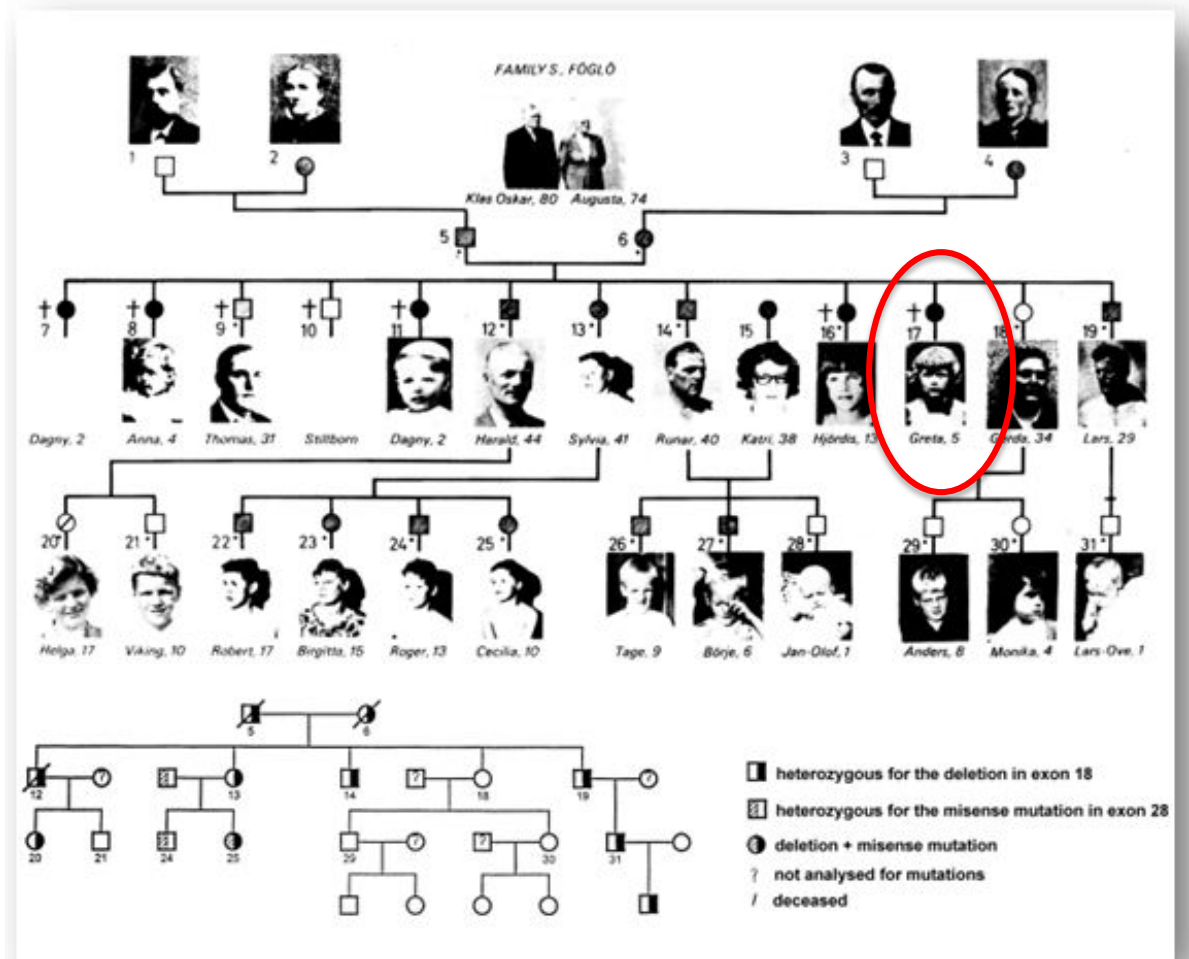 FAMILY S, FÖGLÖ
1 2 3 4
Klas Oskar, 80 Augusta, 74
5 6
7 8 9 10 11 12 13 14 15 16 17 18 19
Dagny, 2 Anna, 4 Thomas, 31 Stillborn Dagny, 2 Harald, 44 Sylvia, 41 Runar, 40 Katri, 38 Hjördis, 13 Greta, 5 Gerda, 34 Lars, 29
20 21 22 23 24 25 26 27 28 29 30 31
Helga, 17 Viking, 10 Robert, 17 Birgitta, 15 Roger, 13 Cecilia, 10 Tage, 9 Börje, 6 Jan-Olof, 1 Anders, 8 Monika, 4 Lars-Ove, 1
5 6
? ? ?
12 13 14 18 19
? ?
20 21 24 25 29 30 31
heterozygous for the deletion in exon 18
heterozygous for the misense mutation in exon 28
deletion + misense mutation
? not analysed for mutations
/ deceased